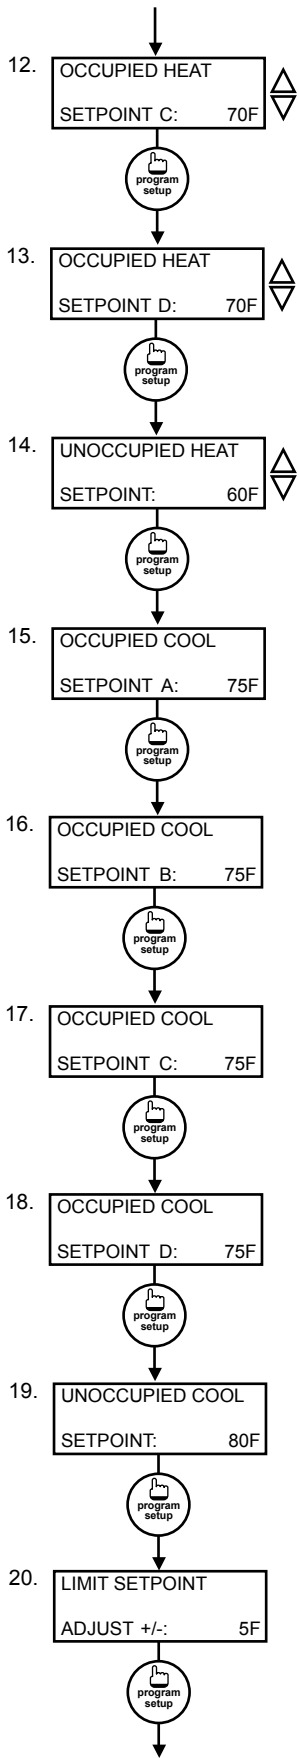 12.
OCCUPIED HEAT
SETPOINT C: 70F
program
setup
13.
OCCUPIED HEAT
SETPOINT D: 70F
program
setup
14.
UNOCCUPIED HEAT
SETPOINT: 60F
program
setup
15.
OCCUPIED COOL
SETPOINT A: 75F
program
setup
16.
OCCUPIED COOL
SETPOINT B: 75F
program
setup
17.
OCCUPIED COOL
SETPOINT C: 75F
program
setup
18.
OCCUPIED COOL
SETPOINT D: 75F
program
setup
19.
UNOCCUPIED COOL
SETPOINT: 80F
program
setup
20.
LIMIT SETPOINT
ADJUST +/-: 5F
program
setup